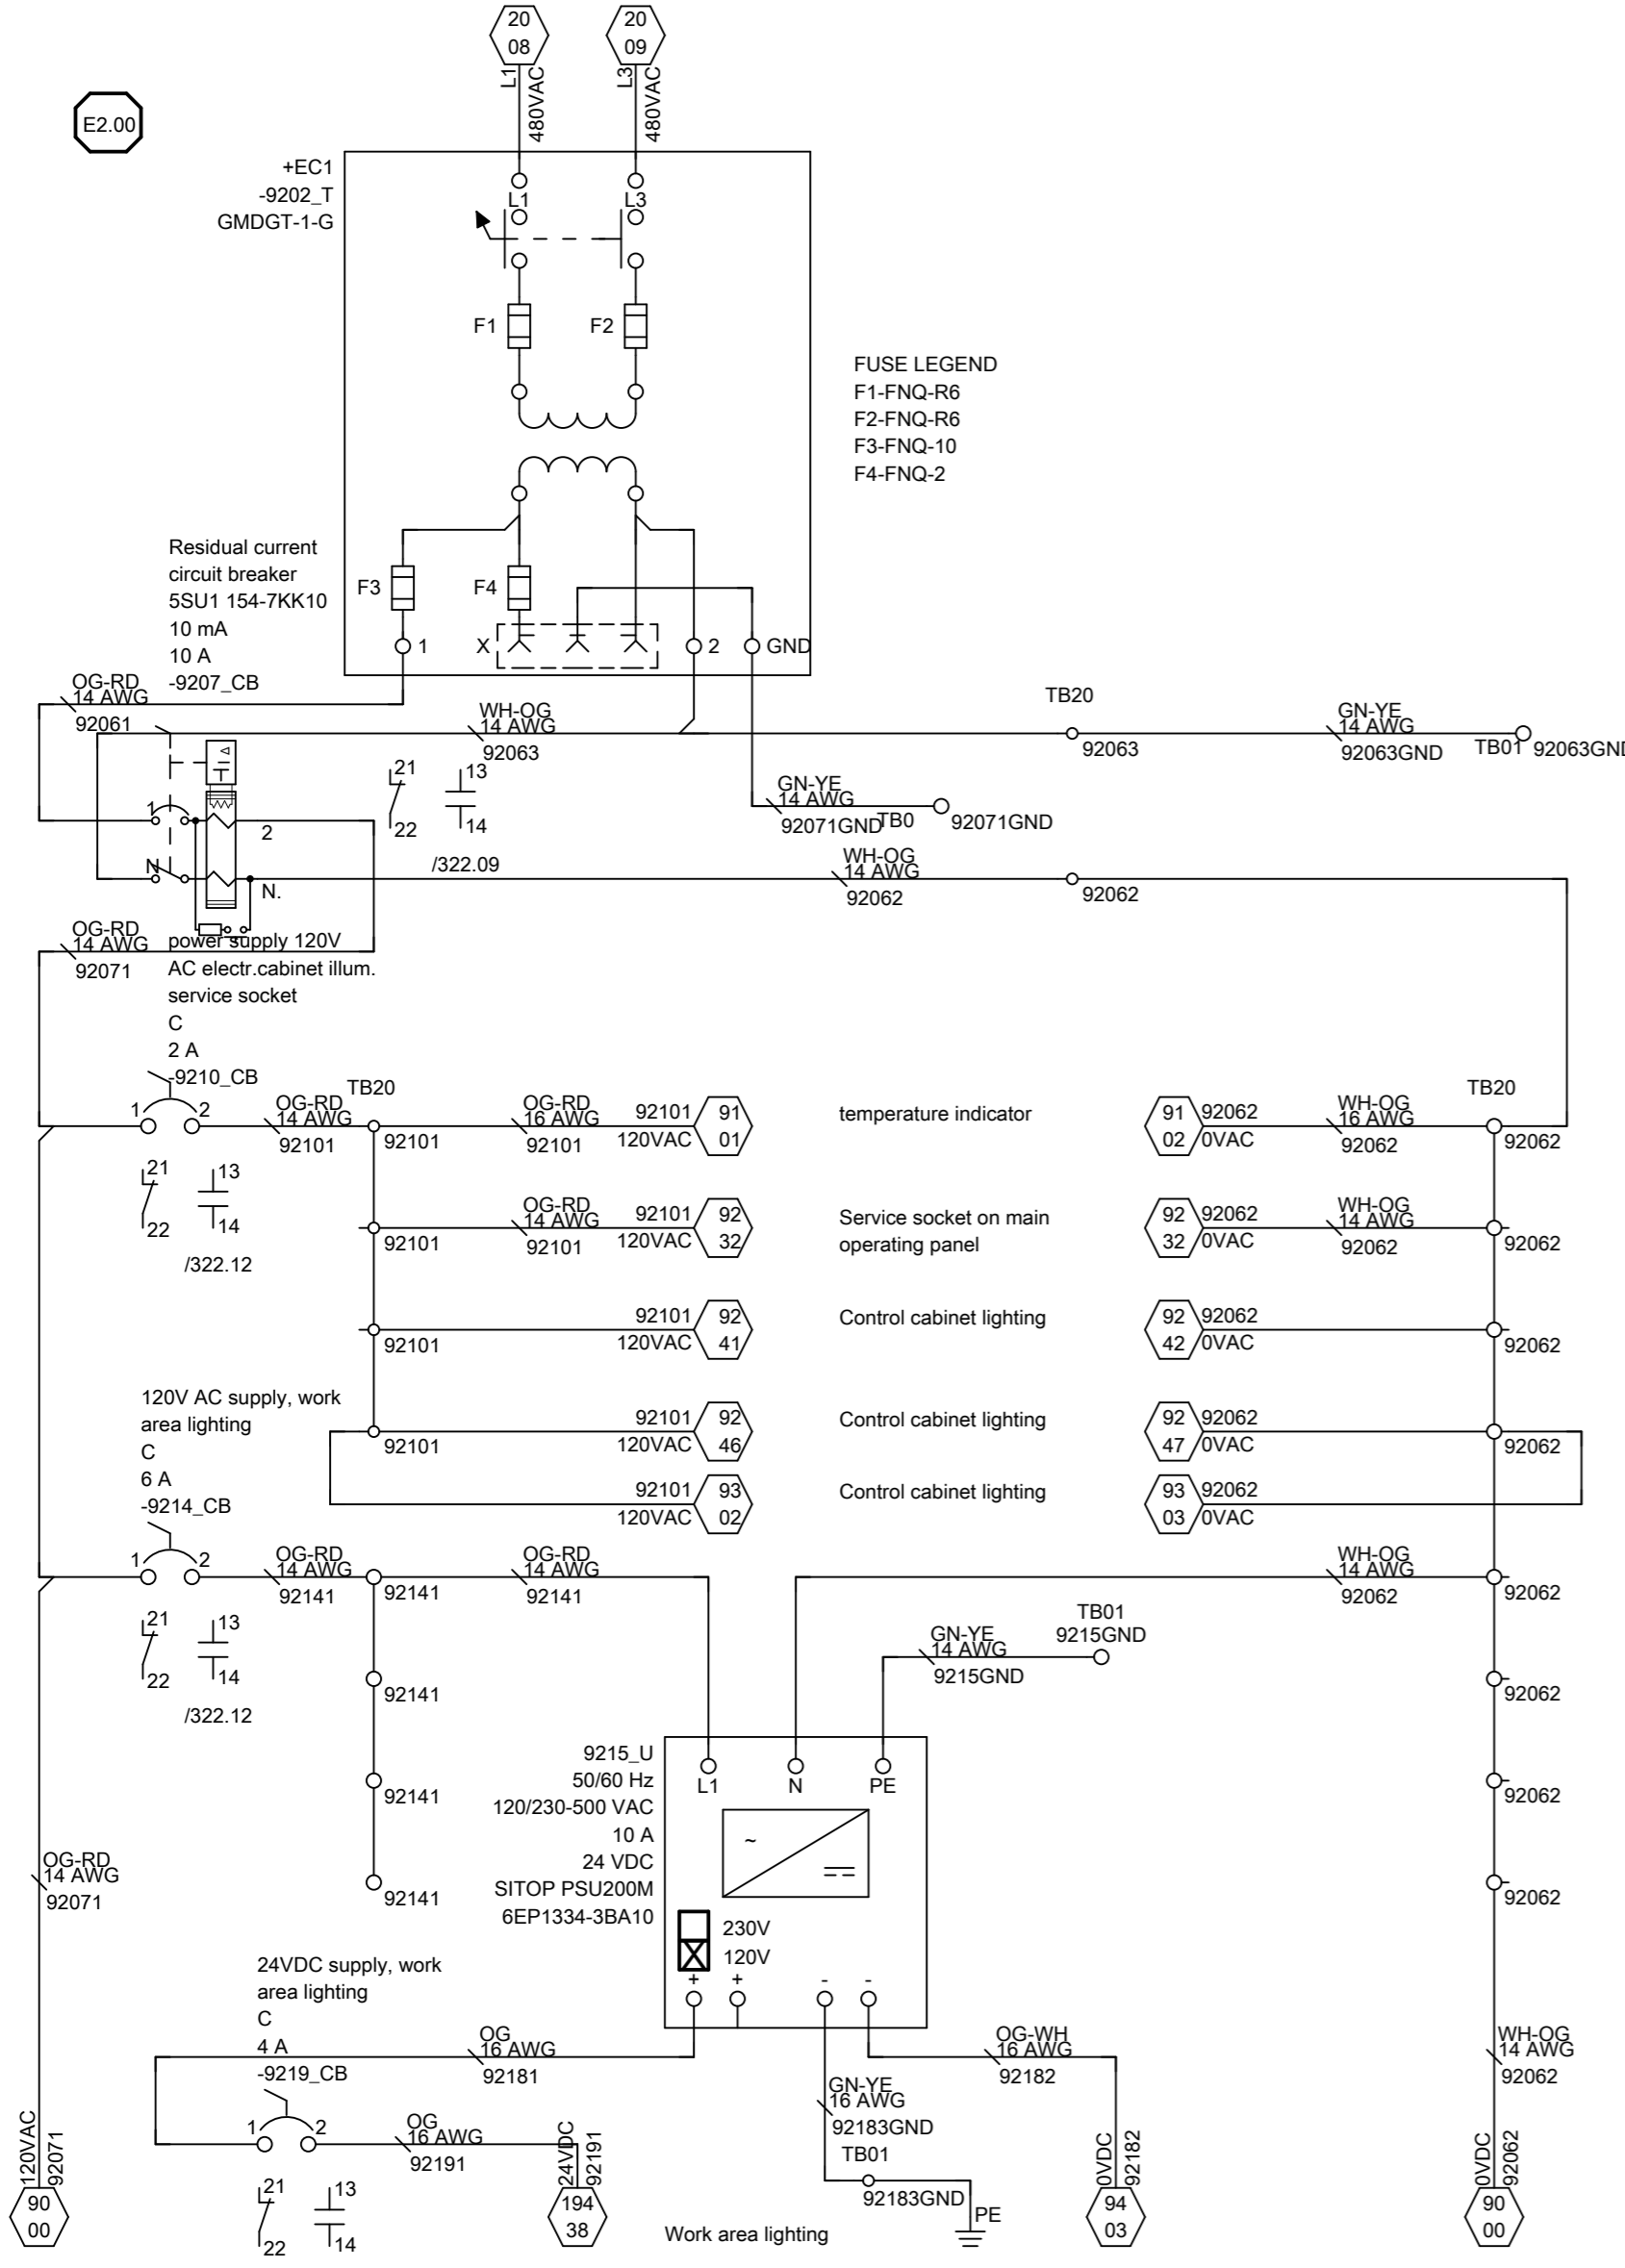 20
08
20
09
L1
480VAC
L3
480VAC
E2.00
+EC1
-9202_T
GMDGT-1-G
L1
L3
F1
F2
FUSE LEGEND
F1-FNQ-R6
F2-FNQ-R6
F3-FNQ-10
F4-FNQ-2
Residual current
circuit breaker
5SU1 154-7KK10
10 mA
10 A
-9207_CB
F3
F4
1
X
2
GND
OG-RD
14 AWG
92061
WH-OG
14 AWG
92063
TB20
92063
GN-YE
14 AWG
92063GND
TB01
92063GND
21
22
13
14
/322.09
GN-YE
14 AWG
92071GND
TB0
92071GND
1
2
N
N.
WH-OG
14 AWG
92062
92062
OG-RD
14 AWG
92071
power supply 120V
AC electr.cabinet illum.
service socket
C
2 A
-9210_CB
1
2
OG-RD
14 AWG
92101
TB20
92101
OG-RD
16 AWG
92101
92101
120VAC
91
01
temperature indicator
91
02
92062
0VAC
WH-OG
16 AWG
92062
TB20
92062
21
22
13
14
/322.12
92101
OG-RD
14 AWG
92101
92101
120VAC
92
32
Service socket on main
operating panel
92
32
92062
0VAC
WH-OG
14 AWG
92062
92062
92101
92101
120VAC
92
41
Control cabinet lighting
92
42
92062
0VAC
92062
92101
92101
120VAC
92
46
Control cabinet lighting
92
47
92062
0VAC
92062
92101
120VAC
93
02
Control cabinet lighting
93
03
92062
0VAC
120V AC supply, work
area lighting
C
6 A
-9214_CB
1
2
OG-RD
14 AWG
92141
92141
OG-RD
14 AWG
92141
WH-OG
14 AWG
92062
92062
21
22
13
14
/322.12
92141
92141
92141
GN-YE
14 AWG
9215GND
TB01
9215GND
92062
92062
92062
9215_U
50/60 Hz
120/230-500 VAC
10 A
24 VDC
SITOP PSU200M
6EP1334-3BA10
L1
N
PE
~
230V
120V
+
+
-
-
OG-RD
14 AWG
92071
24VDC supply, work
area lighting
C
4 A
-9219_CB
OG
16 AWG
92181
1
2
OG
16 AWG
92191
21
22
13
14
GN-YE
16 AWG
92183GND
TB01
92183GND
PE
OG-WH
16 AWG
92182
WH-OG
14 AWG
92062
120VAC
92071
90
00
24VDC
92191
194
38
Work area lighting
0VDC
92182
94
03
0VDC
92062
90
00